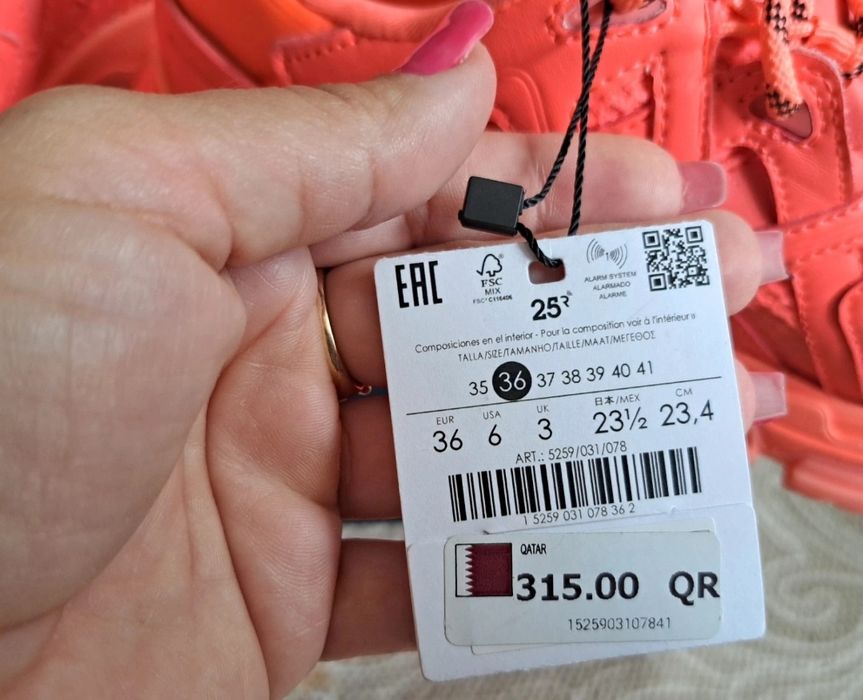 EAC
FSC
MIX
FSC® C116406
25
ALARM SYSTEM
ALARMADO
ALARME
Composiciones en el interior - Pour la composition voir à l'intérieur »
TALLA/SIZE/TAMANHO/TAILLE/MAAT/ΜΕΓΕΘΟΣ
35 36 37 38 39 40 41
EUR USA UK 日本/MEX CM
36 6 3 23½ 23,4
ART.: 5259/031/078
1 5259 031 078 36 2
QATAR
315.00 QR
1525903107841